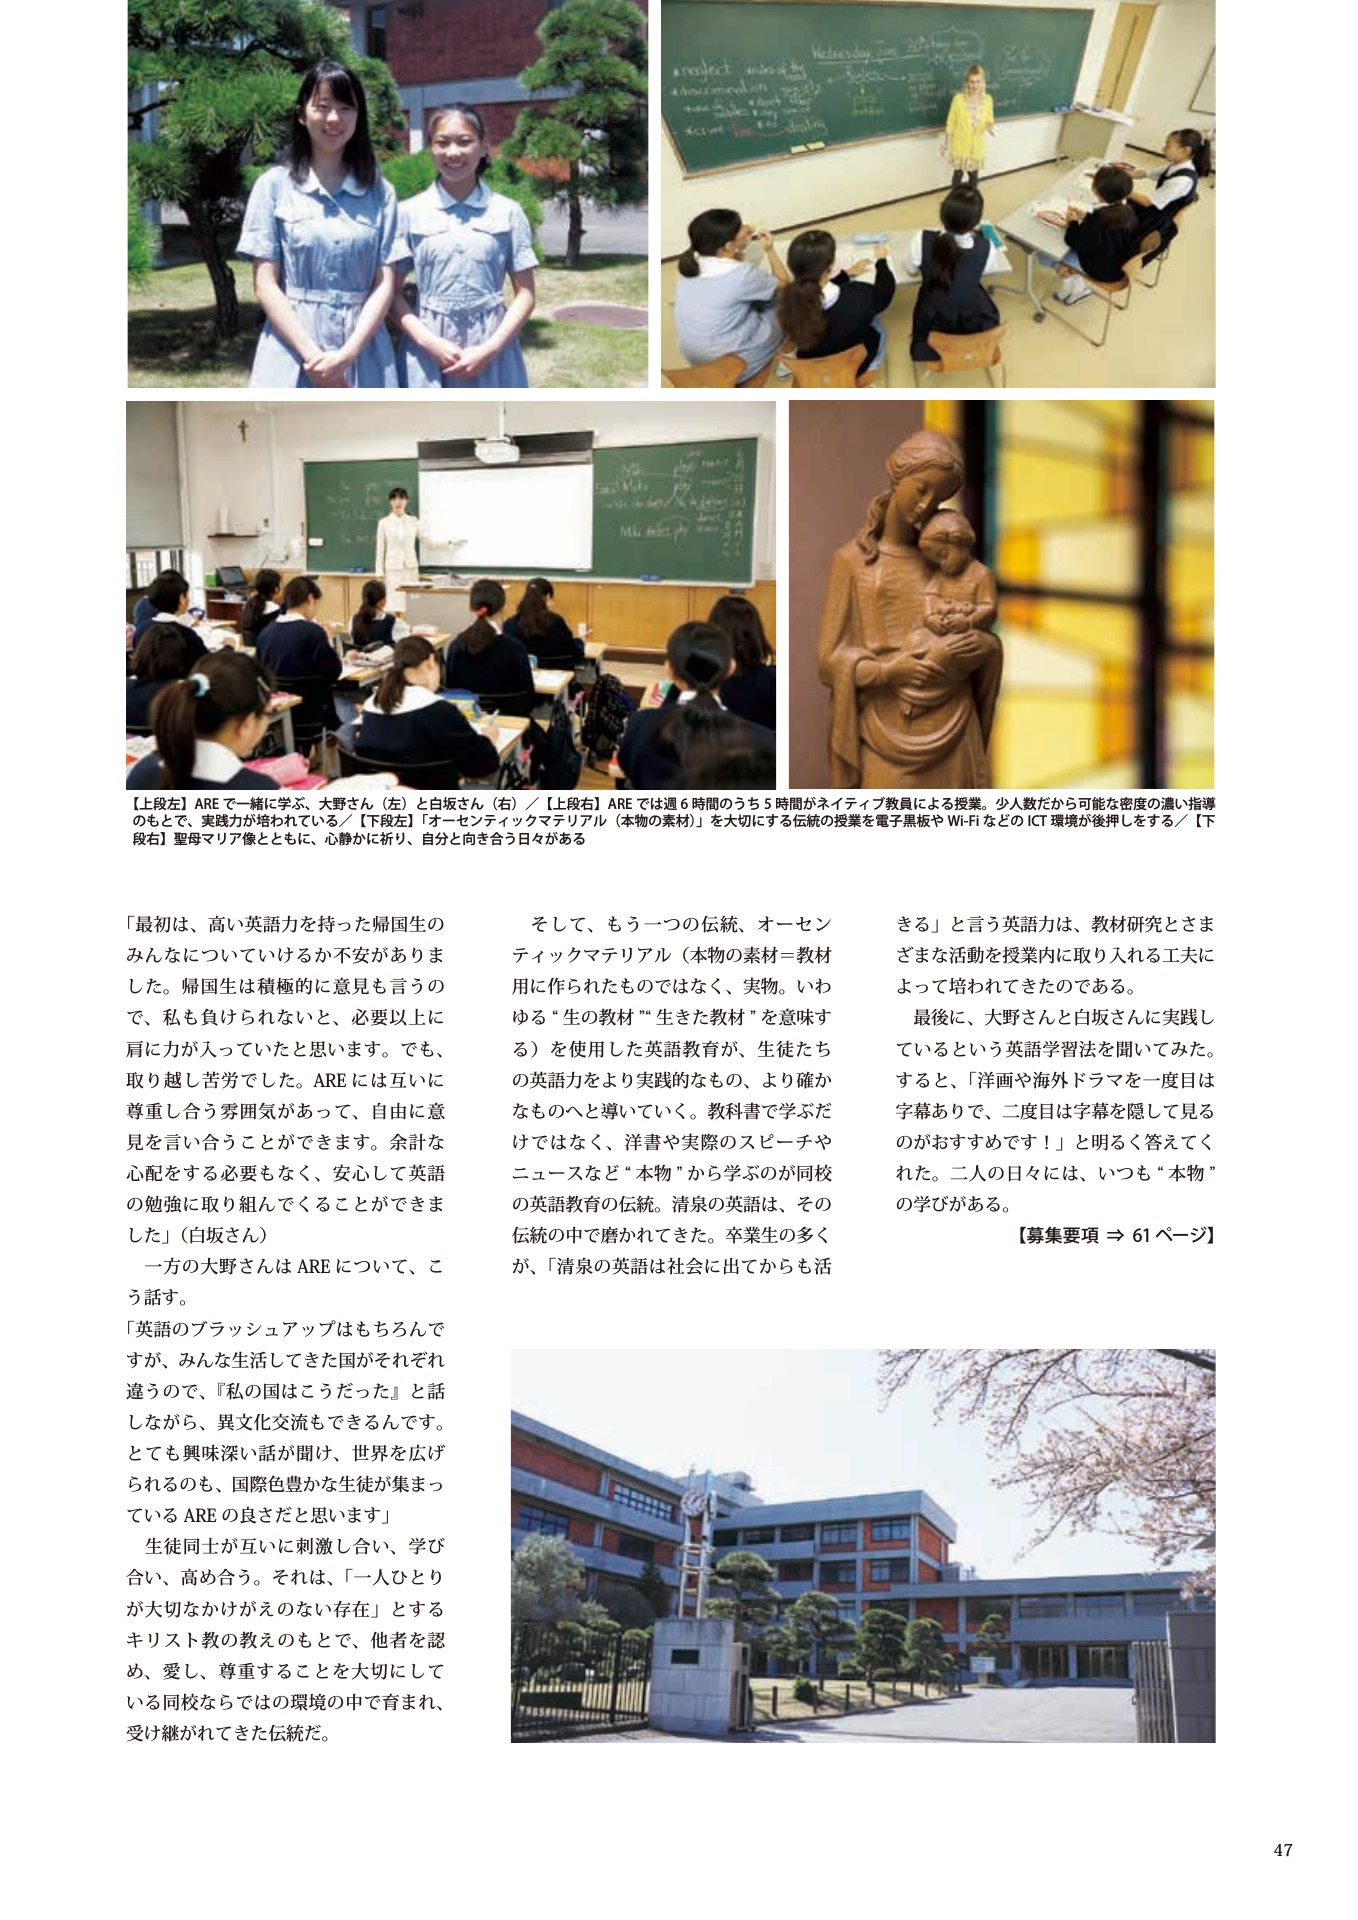 Wednesday
neglect
rules of the road
discrimination
Rules
society
crime
stealing
【上段左】ARE で一緒に学ぶ、大野さん（左）と白坂さん（右）／【上段右】ARE では週 6 時間のうち 5 時間がネイティブ教員による授業。少人数だから可能な密度の濃い指導
のもとで、実践力が培われている／【下段左】「オーセンティックマテリアル（本物の素材）」を大切にする伝統の授業を電子黒板や Wi-Fi などの ICT 環境が後押しをする／【下
段右】聖母マリア像とともに、心静かに祈り、自分と向き合う日々がある
「最初は、高い英語力を持った帰国生の
みんなについていけるか不安がありま
した。帰国生は積極的に意見も言うの
で、私も負けられないと、必要以上に
肩に力が入っていたと思います。でも、
取り越し苦労でした。ARE には互いに
尊重し合う雰囲気があって、自由に意
見を言い合うことができます。余計な
心配をする必要もなく、安心して英語
の勉強に取り組んでくることができま
した」（白坂さん）
一方の大野さんは ARE について、こ
う話す。
「英語のブラッシュアップはもちろんで
すが、みんな生活してきた国がそれぞれ
違うので、『私の国はこうだった』と話
しながら、異文化交流もできるんです。
とても興味深い話が聞け、世界を広げ
られるのも、国際色豊かな生徒が集まっ
ている ARE の良さだと思います」
生徒同士が互いに刺激し合い、学び
合い、高め合う。それは、「一人ひとり
が大切なかけがえのない存在」とする
キリスト教の教えのもとで、他者を認
め、愛し、尊重することを大切にして
いる同校ならではの環境の中で育まれ、
受け継がれてきた伝統だ。
そして、もう一つの伝統、オーセン
ティックマテリアル（本物の素材＝教材
用に作られたものではなく、実物。いわ
ゆる “ 生の教材 ”“ 生きた教材 ” を意味す
る）を使用した英語教育が、生徒たち
の英語力をより実践的なもの、より確か
なものへと導いていく。教科書で学ぶだ
けではなく、洋書や実際のスピーチや
ニュースなど “ 本物 ” から学ぶのが同校
の英語教育の伝統。清泉の英語は、その
伝統の中で磨かれてきた。卒業生の多く
が、「清泉の英語は社会に出てからも活
きる」と言う英語力は、教材研究とさま
ざまな活動を授業内に取り入れる工夫に
よって培われてきたのである。
最後に、大野さんと白坂さんに実践し
ているという英語学習法を聞いてみた。
すると、「洋画や海外ドラマを一度目は
字幕ありで、二度目は字幕を隠して見る
のがおすすめです！」と明るく答えてく
れた。二人の日々には、いつも “ 本物 ”
の学びがある。
【募集要項 ⇒ 61 ページ】
47